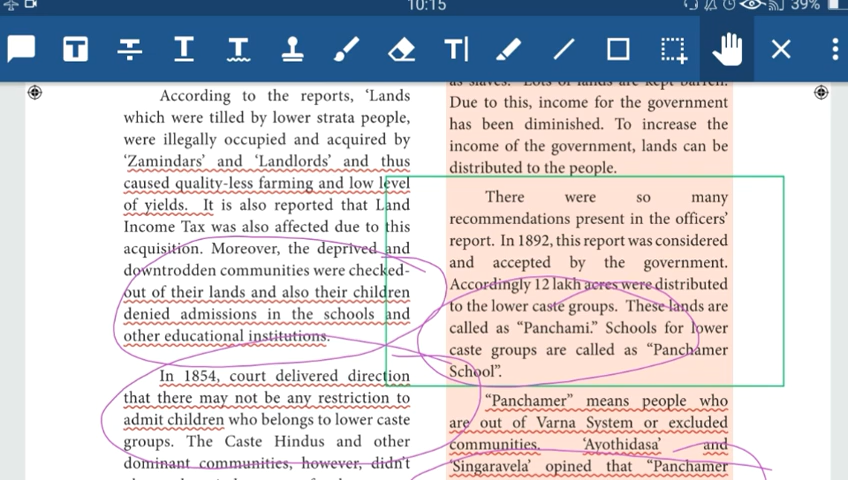 10:15
39%
T
T
T
T
T
According to the reports, ‘Lands
which were tilled by lower strata people,
were illegally occupied and acquired by
‘Zamindars’ and ‘Landlords’ and thus
caused quality-less farming and low level
of yields. It is also reported that Land
Income Tax was also affected due to this
acquisition. Moreover, the deprived and
downtrodden communities were checked-
out of their lands and also their children
denied admissions in the schools and
other educational institutions.
In 1854, court delivered direction
that there may not be any restriction to
admit children who belongs to lower caste
groups. The Caste Hindus and other
dominant communities, however, didn’t
as slaves. Lots of lands are kept barren.
Due to this, income for the government
has been diminished. To increase the
income of the government, lands can be
distributed to the people.
There were so many
recommendations present in the officers’
report. In 1892, this report was considered
and accepted by the government.
Accordingly 12 lakh acres were distributed
to the lower caste groups. These lands are
called as “Panchami.” Schools for lower
caste groups are called as “Panchamer
School”.
“Panchamer” means people who
are out of Varna System or excluded
communities. ‘Ayothidasa’ and
‘Singaravela’ opined that “Panchamer